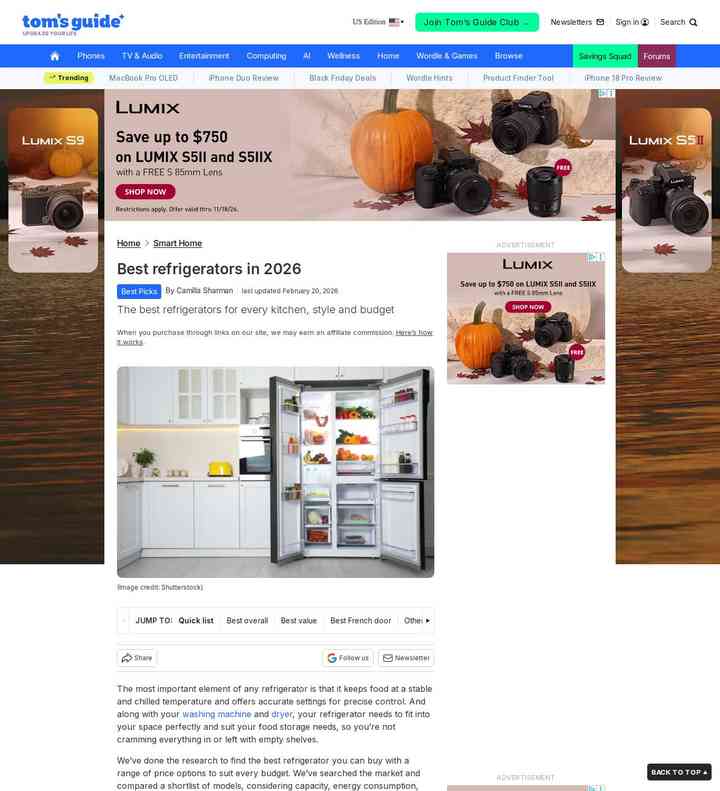 tom's guide
UPGRADE YOUR LIFE
US Edition
Join Tom's Guide Club →
Newsletters
Sign in
Search
Phones
TV & Audio
Entertainment
Computing
AI
Wellness
Home
Wordle & Games
Browse
Savings Squad
Forums
Trending
MacBook Pro OLED
iPhone Duo Review
Black Friday Deals
Wordle Hints
Product Finder Tool
iPhone 18 Pro Review
LUMIX S9
LUMIX
Save up to $750
on LUMIX S5II and S5IIX
with a FREE S 85mm Lens
SHOP NOW
Restrictions apply. Offer valid thru 11/18/26.
FREE
LUMIX S5II
Home > Smart Home
Best refrigerators in 2026
Best Picks
By Camilla Sharman
last updated February 20, 2026
The best refrigerators for every kitchen, style and budget
When you purchase through links on our site, we may earn an affiliate commission. Here's how
it works.
ADVERTISEMENT
LUMIX
Save up to $750 on LUMIX S5II and S5IIX
with a FREE S 85mm Lens
SHOP NOW
FREE
(Image credit: Shutterstock)
JUMP TO:
Quick list
Best overall
Best value
Best French door
Other
Share
Follow us
Newsletter
The most important element of any refrigerator is that it keeps food at a stable
and chilled temperature and offers accurate settings for precise control. And
along with your washing machine and dryer, your refrigerator needs to fit into
your space perfectly and suit your food storage needs, so you're not
cramming everything in or left with empty shelves.
We've done the research to find the best refrigerator you can buy with a
range of price options to suit every budget. We've searched the market and
compared a shortlist of models, considering capacity, energy consumption,
ADVERTISEMENT
BACK TO TOP